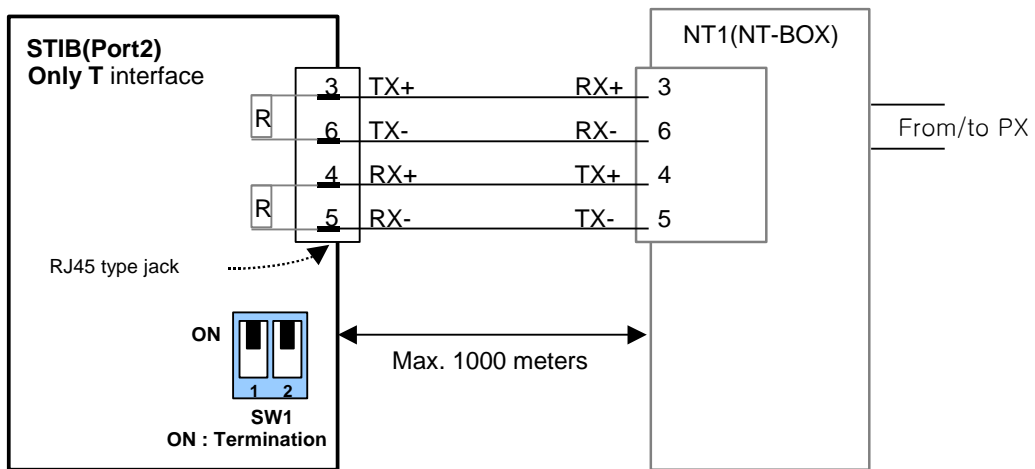 STIB(Port2)
Only T interface
NT1(NT-BOX)
3 TX+ RX+ 3
R
6 TX- RX- 6
From/to PX
4 RX+ TX+ 4
R
5 RX- TX- 5
RJ45 type jack
ON
Max. 1000 meters
1 2
SW1
ON : Termination